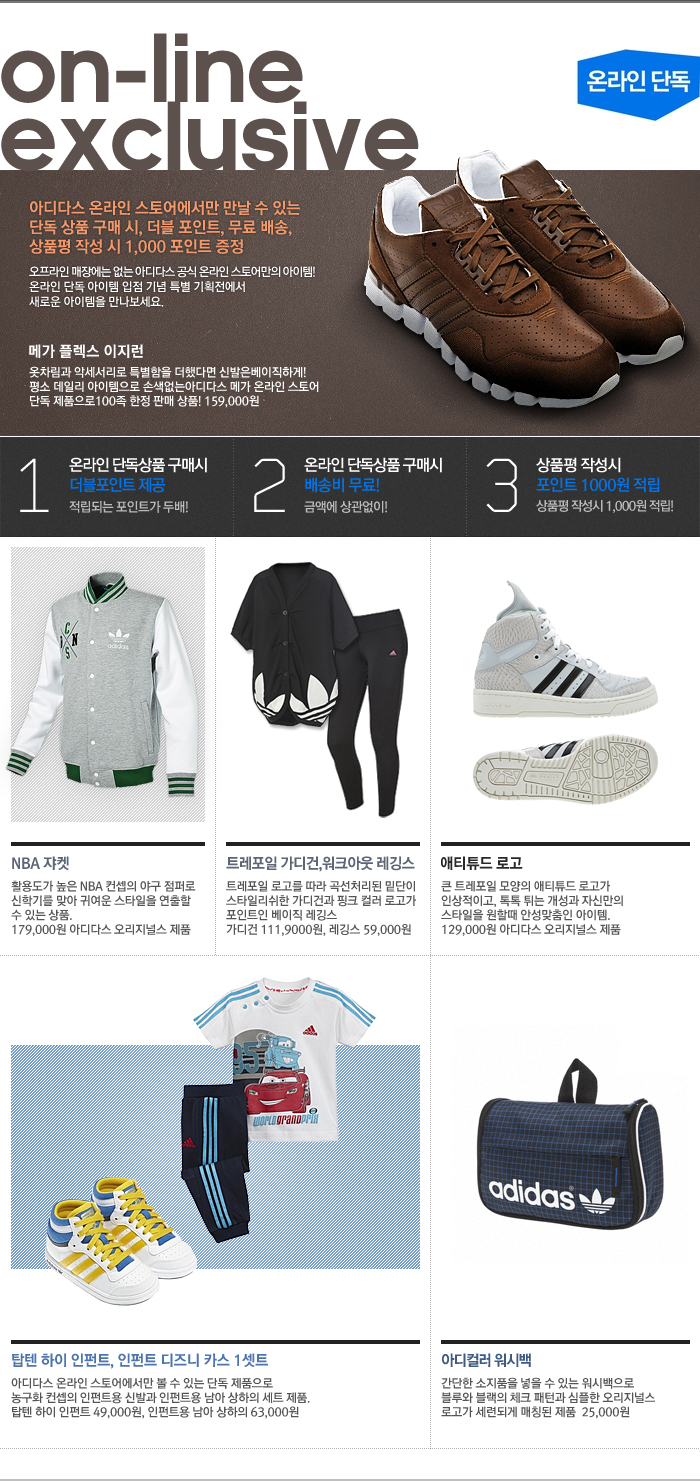 on-line
exclusive
온라인 단독
아디다스 온라인 스토어에서만 만날 수 있는
단독 상품 구매 시, 더블 포인트, 무료 배송,
상품평 작성 시 1,000 포인트 증정
오프라인 매장에는 없는 아디다스 공식 온라인 스토어만의 아이템!
온라인 단독 아이템 입점 기념 특별 기획전에서
새로운 아이템을 만나보세요.
메가 플렉스 이지런
옷차림과 악세서리로 특별함을 더했다면 신발은베이직하게!
평소 데일리 아이템으로 손색없는아디다스 메가 온라인 스토어
단독 제품으로100족 한정 판매 상품! 159,000원
1
온라인 단독상품 구매시
더블포인트 제공
적립되는 포인트가 두배!
2
온라인 단독상품 구매시
배송비 무료!
금액에 상관없이!
3
상품평 작성시
포인트 1000원 적립
상품평 작성시 1,000원 적립!
C
X N
S
adidas
NBA 쟈켓
활용도가 높은 NBA 컨셉의 야구 점퍼로
신학기를 맞아 귀여운 스타일을 연출할
수 있는 상품.
179,000원 아디다스 오리지널스 제품
트레포일 가디건,워크아웃 레깅스
트레포일 로고를 따라 곡선처리된 밑단이
스타일리쉬한 가디건과 핑크 컬러 로고가
포인트인 베이직 레깅스
가디건 111,9000원, 레깅스 59,000원
애티튜드 로고
큰 트레포일 모양의 애티튜드 로고가
인상적이고, 톡톡 튀는 개성과 자신만의
스타일을 원할때 안성맞춤인 아이템.
129,000원 아디다스 오리지널스 제품
adidas
95
WORLD GRAND PRIX
adidas
탑텐 하이 인펀트, 인펀트 디즈니 카스 1셋트
아디다스 온라인 스토어에서만 볼 수 있는 단독 제품으로
농구화 컨셉의 인펀트용 신발과 인펀트용 남아 상하의 세트 제품.
탑텐 하이 인펀트 49,000원, 인펀트용 남아 상하의 63,000원
아디컬러 워시백
간단한 소지품을 넣을 수 있는 워시백으로
블루와 블랙의 체크 패턴과 심플한 오리지널스
로고가 세련되게 매칭된 제품 25,000원